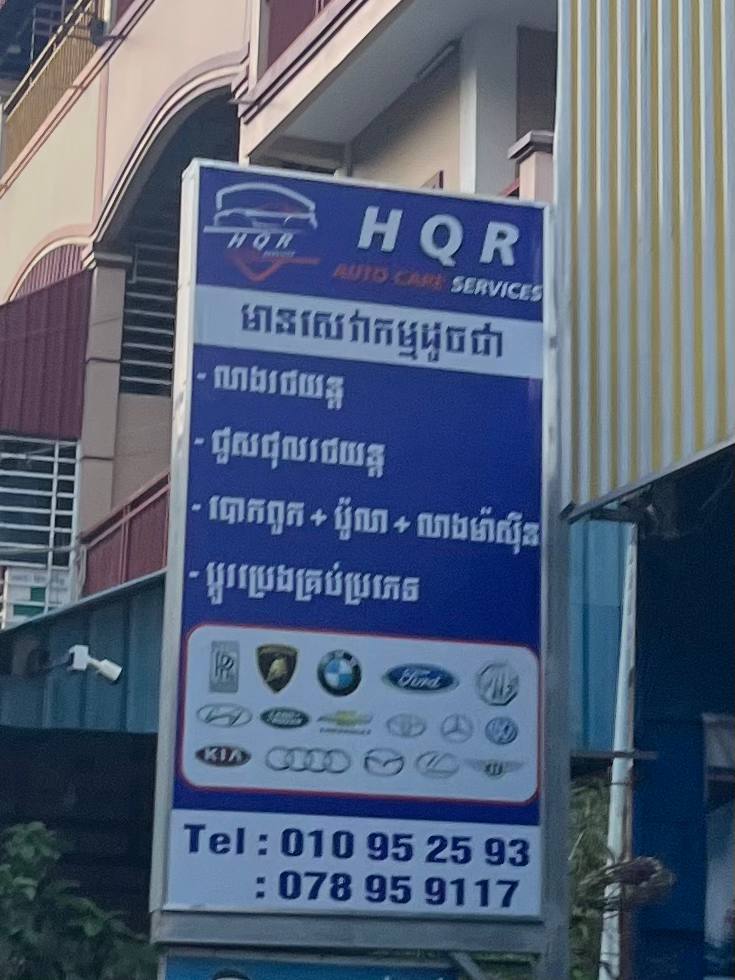 HQR
HQR
AUTO CARE SERVICES
មានសេវាកម្មដូចជា
- លាងរថយន្ត
- ជួសជុលរថយន្ត
- បោកពូក + ប៉ូលា + លាងម៉ាស៊ីន
- ប្តូរប្រេងគ្រប់ប្រភេទ
Ford
KIA
Tel : 010 95 25 93
: 078 95 9117